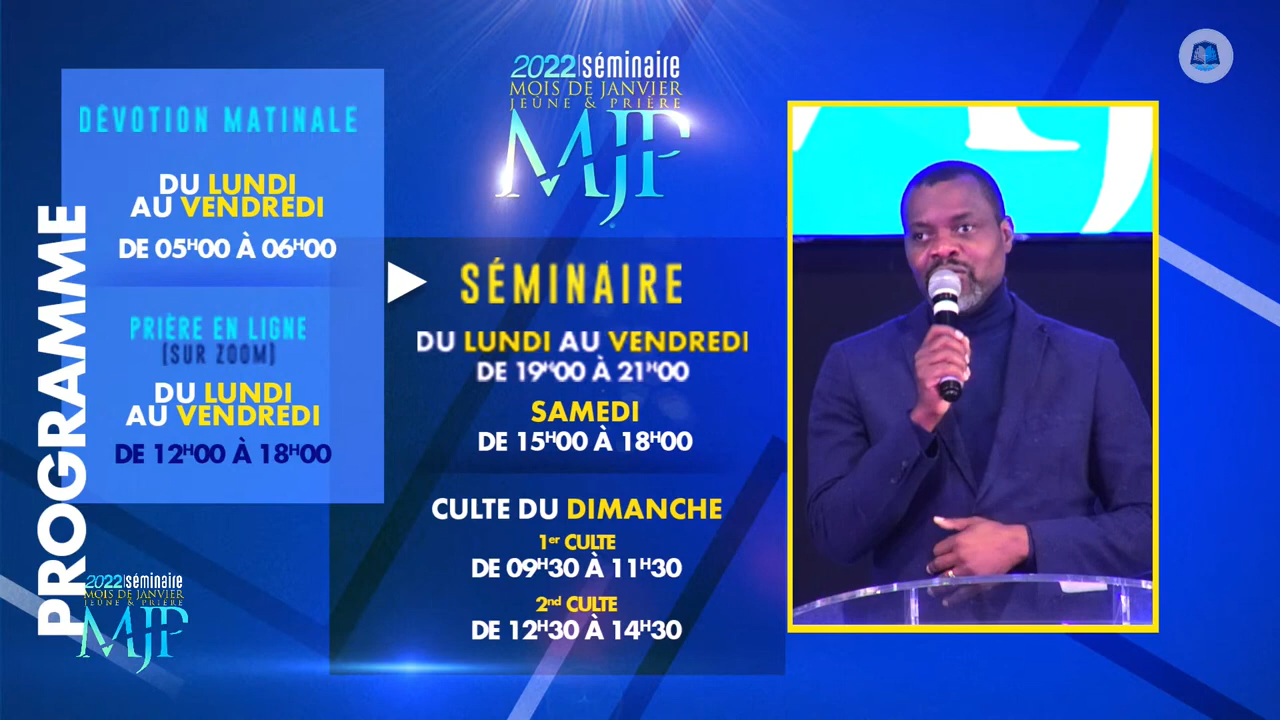 PROGRAMME
DÉVOTION MATINALE
DU LUNDI
AU VENDREDI
DE 05H00 À 06H00
PRIÈRE EN LIGNE
(SUR ZOOM)
DU LUNDI
AU VENDREDI
DE 12H00 À 18H00
2022 séminaire
MOIS DE JANVIER
JEÛNE & PRIÈRE
MJP
2022|séminaire
MOIS DE JANVIER
JEÛNE & PRIÈRE
MJP
SÉMINAIRE
DU LUNDI AU VENDREDI
DE 19H00 À 21H00
SAMEDI
DE 15H00 À 18H00
CULTE DU DIMANCHE
1er CULTE
DE 09H30 À 11H30
2nd CULTE
DE 12H30 À 14H30